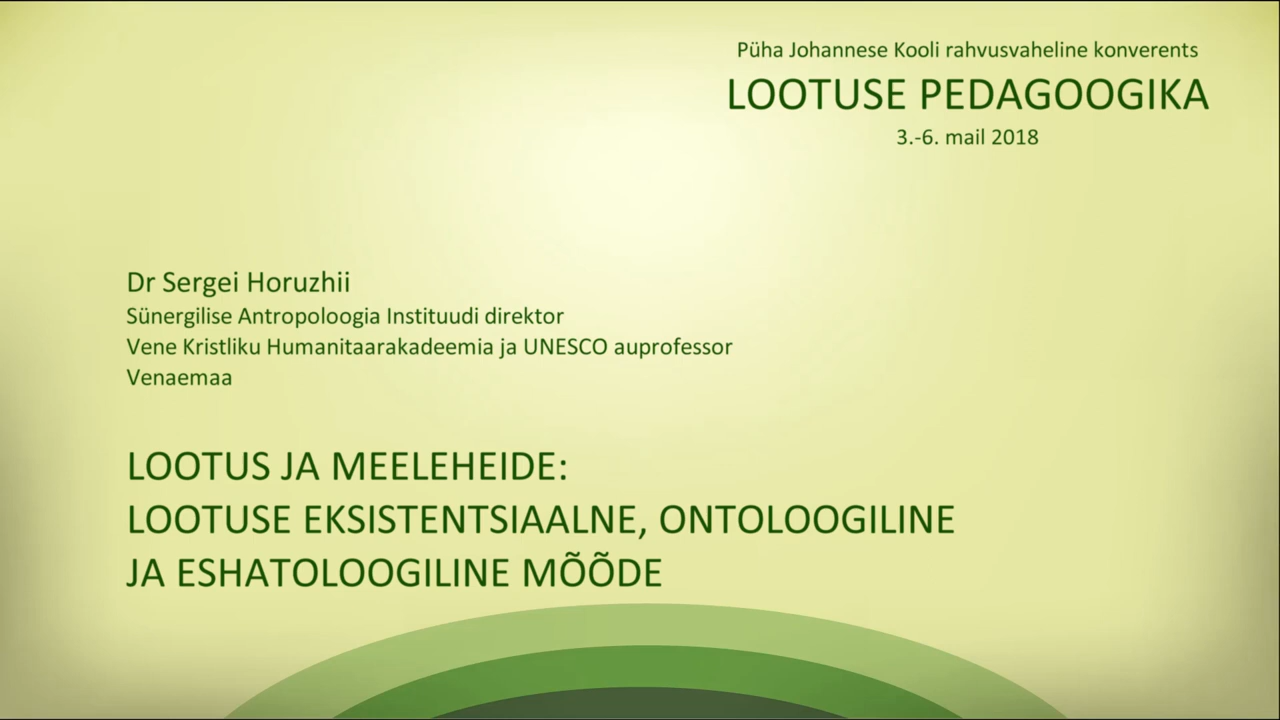 Püha Johannese Kooli rahvusvaheline konverents
LOOTUSE PEDAGOOGIKA
3.-6. mail 2018
Dr Sergei Horuzhii
Sünergilise Antropoloogia Instituudi direktor
Vene Kristliku Humanitaarakadeemia ja UNESCO auprofessor
Venaemaa
LOOTUS JA MEELEHEIDE:
LOOTUSE EKSISTENTSIAALNE, ONTOLOOGILINE
JA ESHATOLOOGILINE MÕÕDE